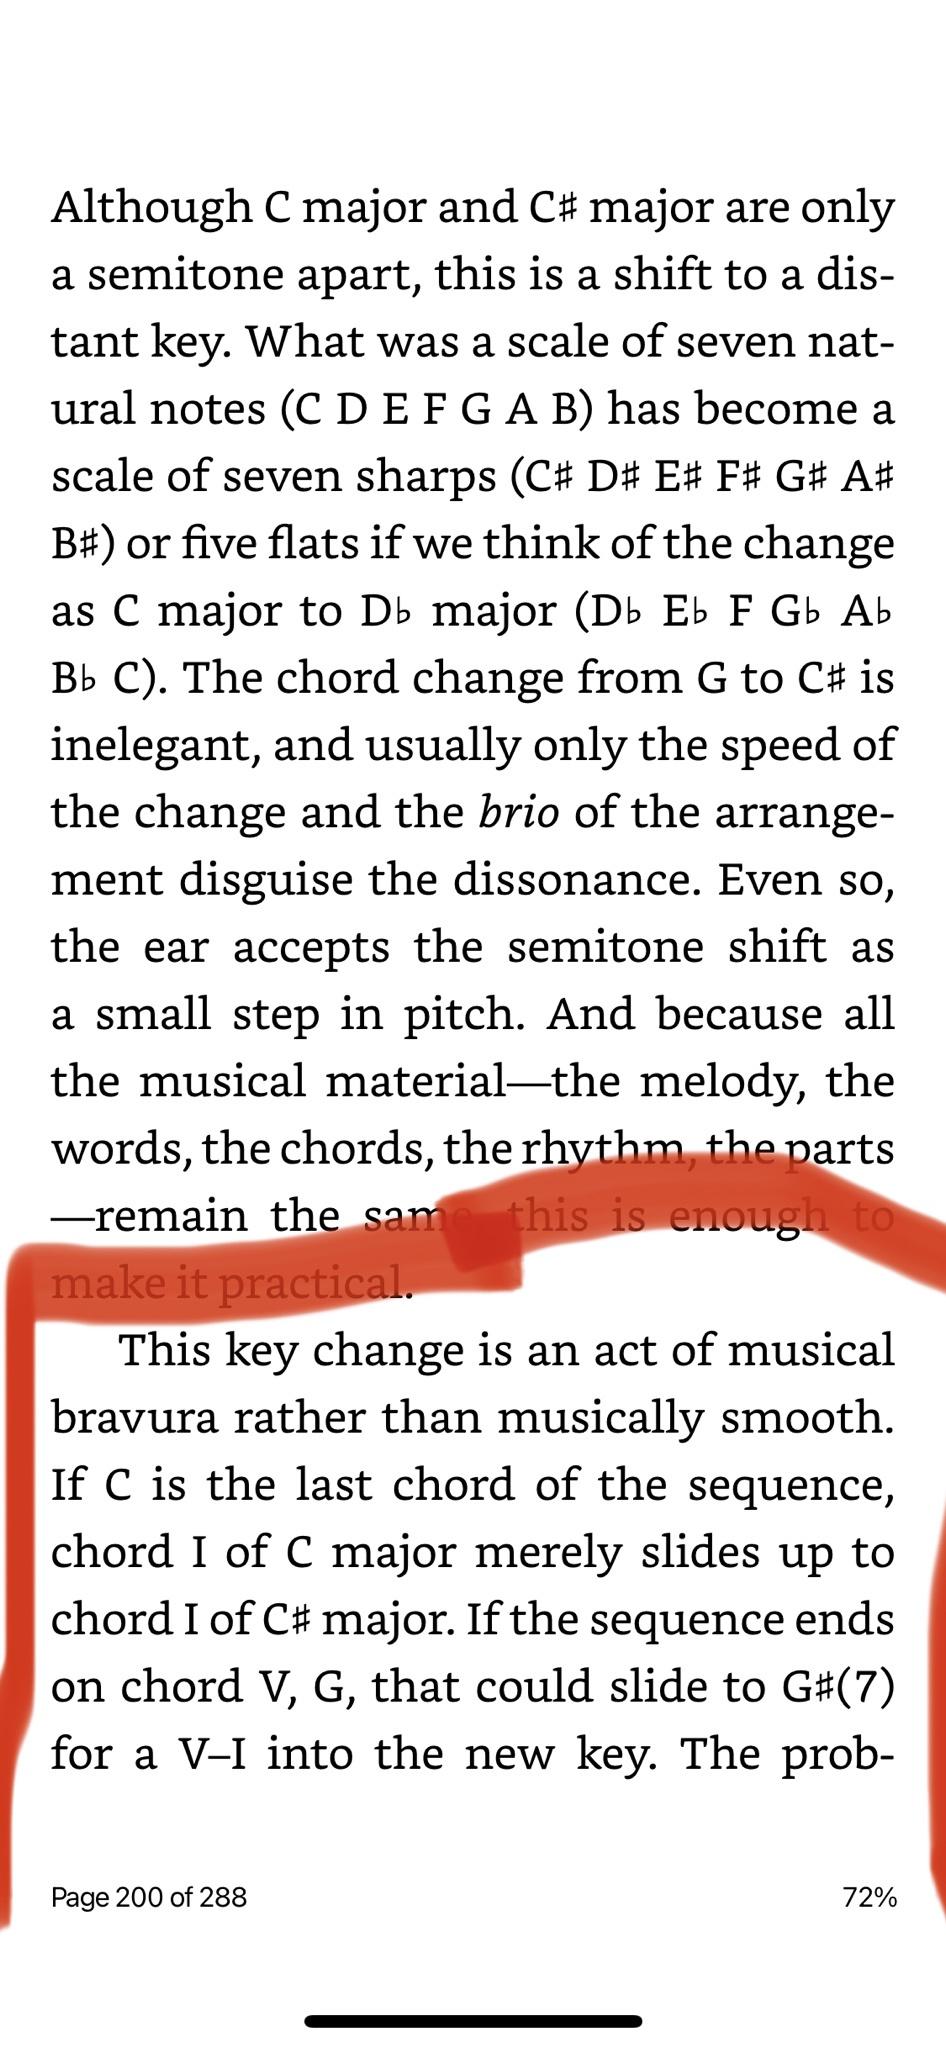 Although C major and C♯ major are only
a semitone apart, this is a shift to a dis-
tant key. What was a scale of seven nat-
ural notes (C D E F G A B) has become a
scale of seven sharps (C♯ D♯ E♯ F♯ G♯ A♯
B♯) or five flats if we think of the change
as C major to D♭ major (D♭ E♭ F G♭ A♭
B♭ C). The chord change from G to C♯ is
inelegant, and usually only the speed of
the change and the brio of the arrange-
ment disguise the dissonance. Even so,
the ear accepts the semitone shift as
a small step in pitch. And because all
the musical material—the melody, the
words, the chords, the rhythm, the parts
—remain the same, this is enough to
make it practical.
This key change is an act of musical
bravura rather than musically smooth.
If C is the last chord of the sequence,
chord I of C major merely slides up to
chord I of C♯ major. If the sequence ends
on chord V, G, that could slide to G♯(7)
for a V–I into the new key. The prob-
Page 200 of 288
72%